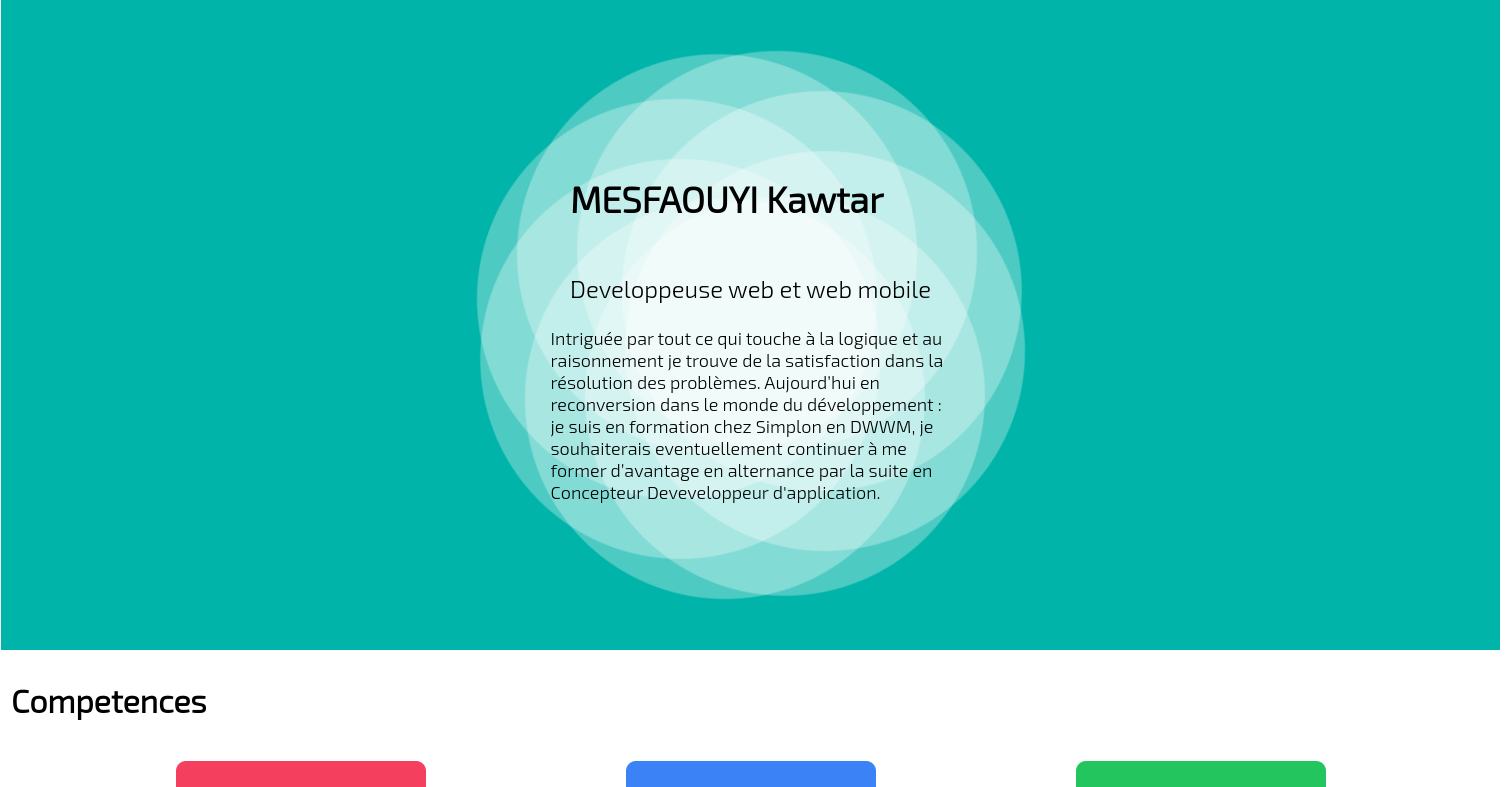 MESFAOUYI Kawtar
Developpeuse web et web mobile
Intriguée par tout ce qui touche à la logique et au
raisonnement je trouve de la satisfaction dans la
résolution des problèmes. Aujourd'hui en
reconversion dans le monde du développement :
je suis en formation chez Simplon en DWWM, je
souhaiterais eventuellement continuer à me
former d'avantage en alternance par la suite en
Concepteur Deveveloppeur d'application.
Competences